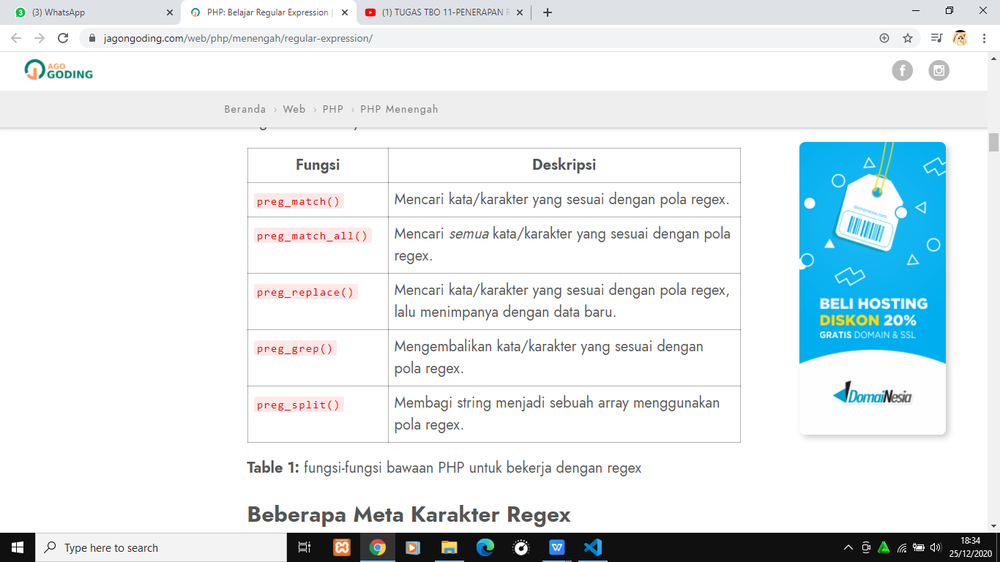 (3) WhatsApp
PHP: Belajar Regular Expression |
(1) TUGAS TBO 11-PENERAPAN
jagongoding.com/web/php/menengah/regular-expression/
AGO
GODING
Beranda › Web › PHP › PHP Menengah
Fungsi Deskripsi
preg_match() Mencari kata/karakter yang sesuai dengan pola regex.
preg_match_all() Mencari semua kata/karakter yang sesuai dengan pola
regex.
preg_replace() Mencari kata/karakter yang sesuai dengan pola regex,
lalu menimpanya dengan data baru.
preg_grep() Mengembalikan kata/karakter yang sesuai dengan
pola regex.
preg_split() Membagi string menjadi sebuah array menggunakan
pola regex.
Table 1: fungsi-fungsi bawaan PHP untuk bekerja dengan regex
Beberapa Meta Karakter Regex
domainesia.com
BELI HOSTING
DISKON 20%
GRATIS DOMAIN & SSL
DomaiNesia
Type here to search
18:34
25/12/2020